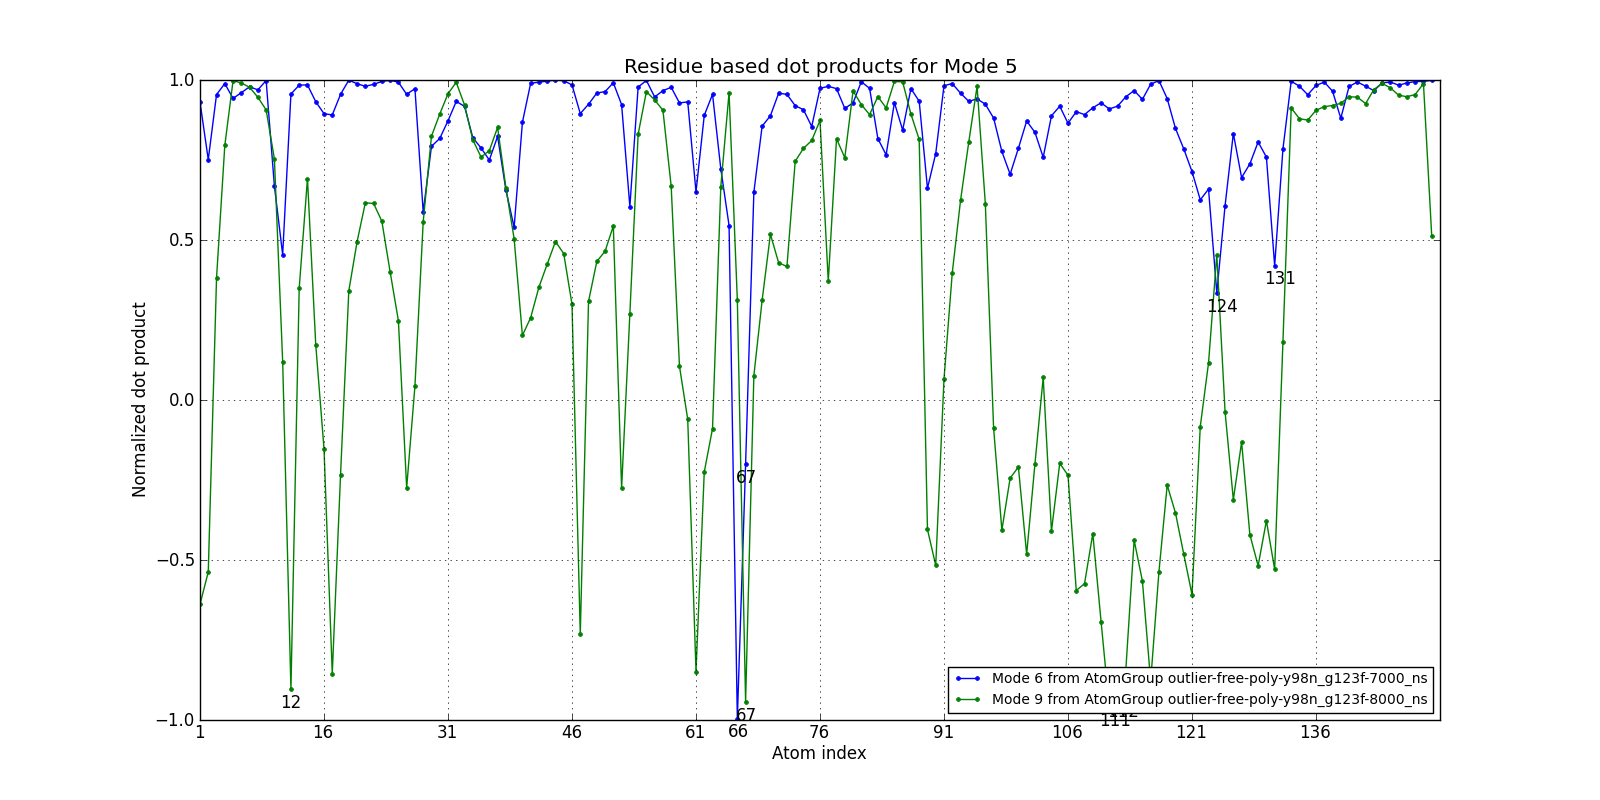 Residue based dot products for Mode 5
1.0
0.5
0.0
−0.5
−1.0
Normalized dot product
131
124
67
12
67
66
111
Mode 6 from AtomGroup outlier-free-poly-y98n_g123f-7000_ns
Mode 9 from AtomGroup outlier-free-poly-y98n_g123f-8000_ns
1 16 31 46 61 76 91 106 121 136
Atom index